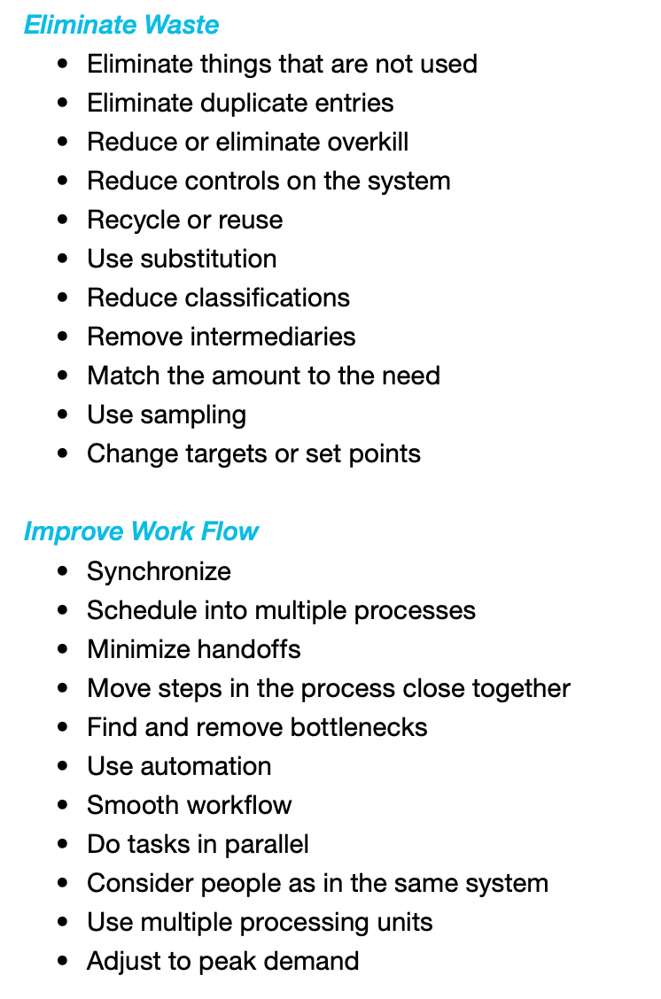 Eliminate Waste
• Eliminate things that are not used
• Eliminate duplicate entries
• Reduce or eliminate overkill
• Reduce controls on the system
• Recycle or reuse
• Use substitution
• Reduce classifications
• Remove intermediaries
• Match the amount to the need
• Use sampling
• Change targets or set points
Improve Work Flow
• Synchronize
• Schedule into multiple processes
• Minimize handoffs
• Move steps in the process close together
• Find and remove bottlenecks
• Use automation
• Smooth workflow
• Do tasks in parallel
• Consider people as in the same system
• Use multiple processing units
• Adjust to peak demand